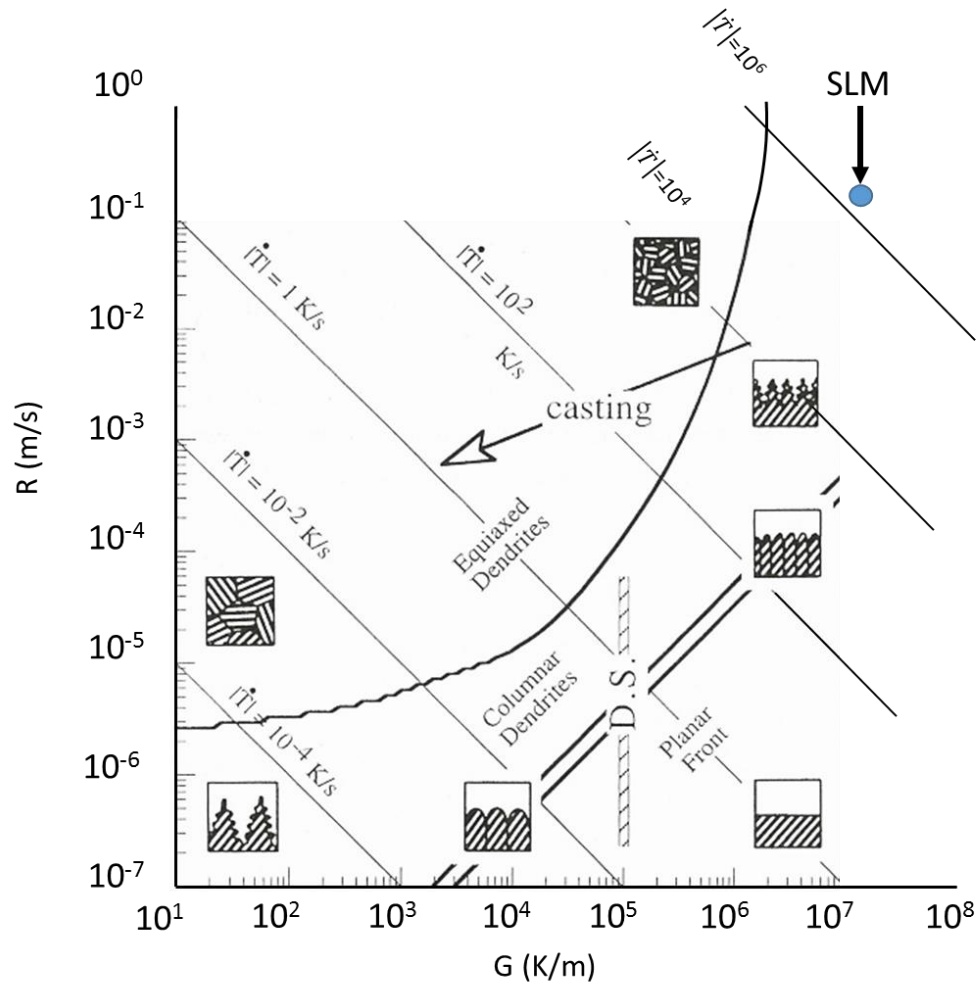 |Ṫ|=10⁶
SLM
10⁰
|Ṫ|=10⁴
10⁻¹
|Ṫ| = 1 K/s
|Ṫ| = 10²
K/s
10⁻²
casting
10⁻³
R (m/s)
|Ṫ| = 10⁻² K/s
10⁻⁴
Equiaxed
Dendrites
10⁻⁵
Columnar
Dendrites
D.S.
Planar
Front
|Ṫ| = 10⁻⁴ K/s
10⁻⁶
10⁻⁷
10¹ 10² 10³ 10⁴ 10⁵ 10⁶ 10⁷ 10⁸
G (K/m)